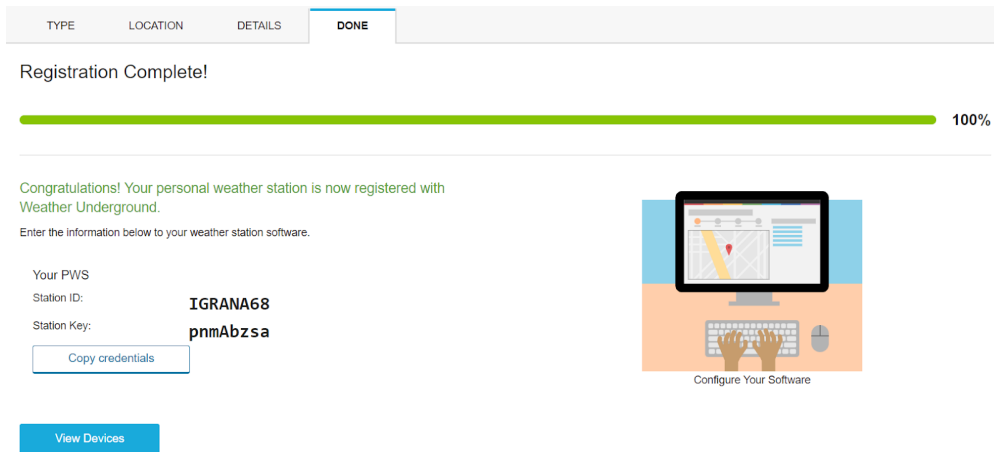 TYPE LOCATION DETAILS DONE
Registration Complete!
100%
Congratulations! Your personal weather station is now registered with
Weather Underground.
Enter the information below to your weather station software.
Your PWS
Station ID: IGRANA68
Station Key: pnmAbzsa
Copy credentials
Configure Your Software
View Devices